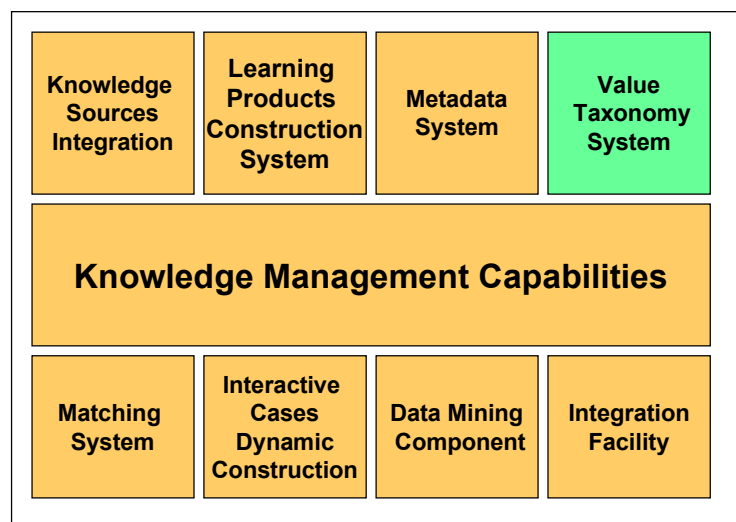 Knowledge
Sources
Integration
Learning
Products
Construction
System
Metadata
System
Value
Taxonomy
System
Knowledge Management Capabilities
Matching
System
Interactive
Cases
Dynamic
Construction
Data Mining
Component
Integration
Facility